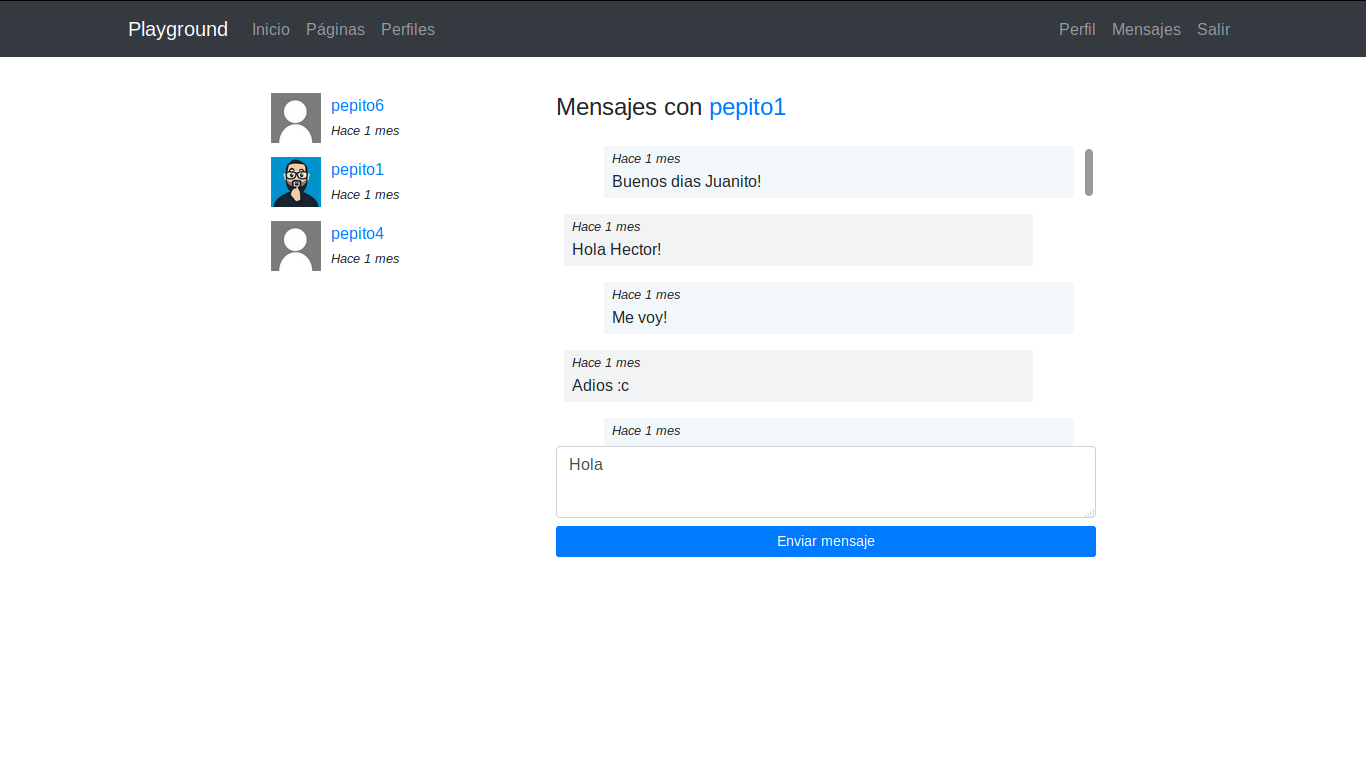 Playground Inicio Páginas Perfiles Perfil Mensajes Salir
pepito6
Hace 1 mes
pepito1
Hace 1 mes
pepito4
Hace 1 mes
Mensajes con pepito1
Hace 1 mes
Buenos dias Juanito!
Hace 1 mes
Hola Hector!
Hace 1 mes
Me voy!
Hace 1 mes
Adios :c
Hace 1 mes
Hola
Enviar mensaje